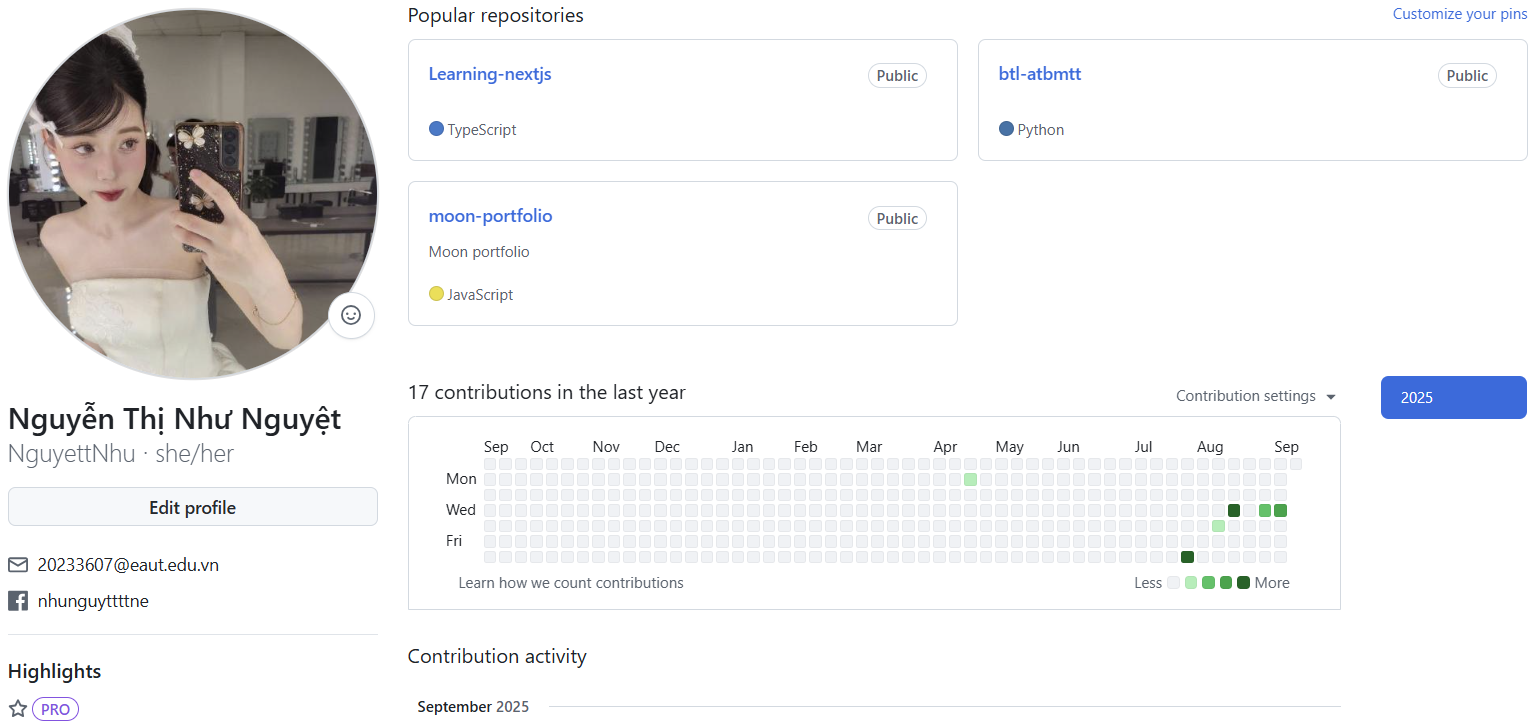 Popular repositories
Customize your pins
Learning-nextjs
Public
TypeScript
btl-atbmtt
Public
Python
moon-portfolio
Public
Moon portfolio
JavaScript
Nguyễn Thị Như Nguyệt
NguyettNhu · she/her
Edit profile
20233607@eaut.edu.vn
nhunguyttttne
Highlights
PRO
17 contributions in the last year
Contribution settings
2025
Sep Oct Nov Dec Jan Feb Mar Apr May Jun Jul Aug Sep
Mon
Wed
Fri
Learn how we count contributions
Less More
Contribution activity
September 2025